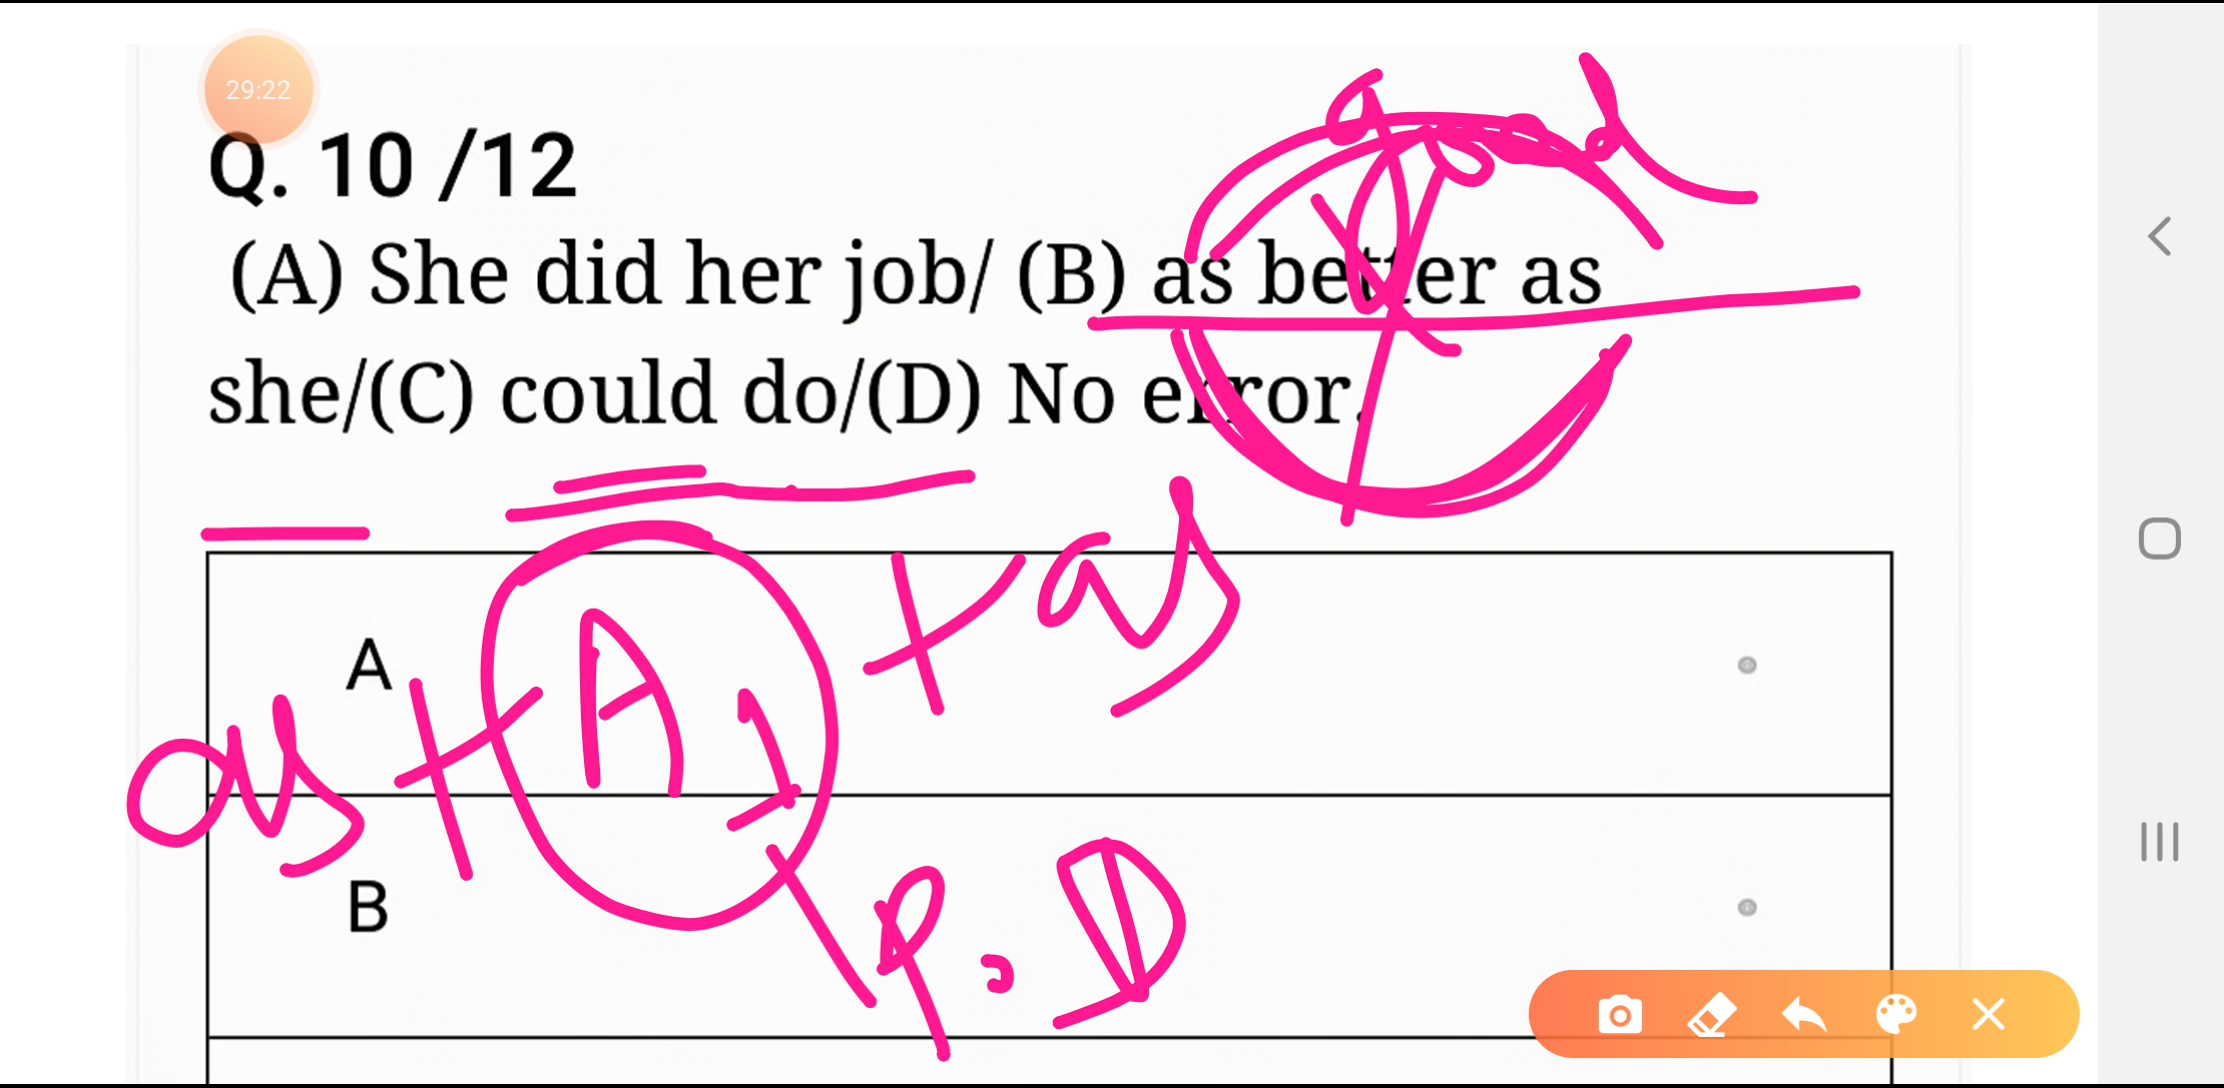 29:22
Q. 10 /12
(A) She did her job/ (B) as better as
she/(C) could do/(D) No error.
good
as + A1 + as
A
P.D
B